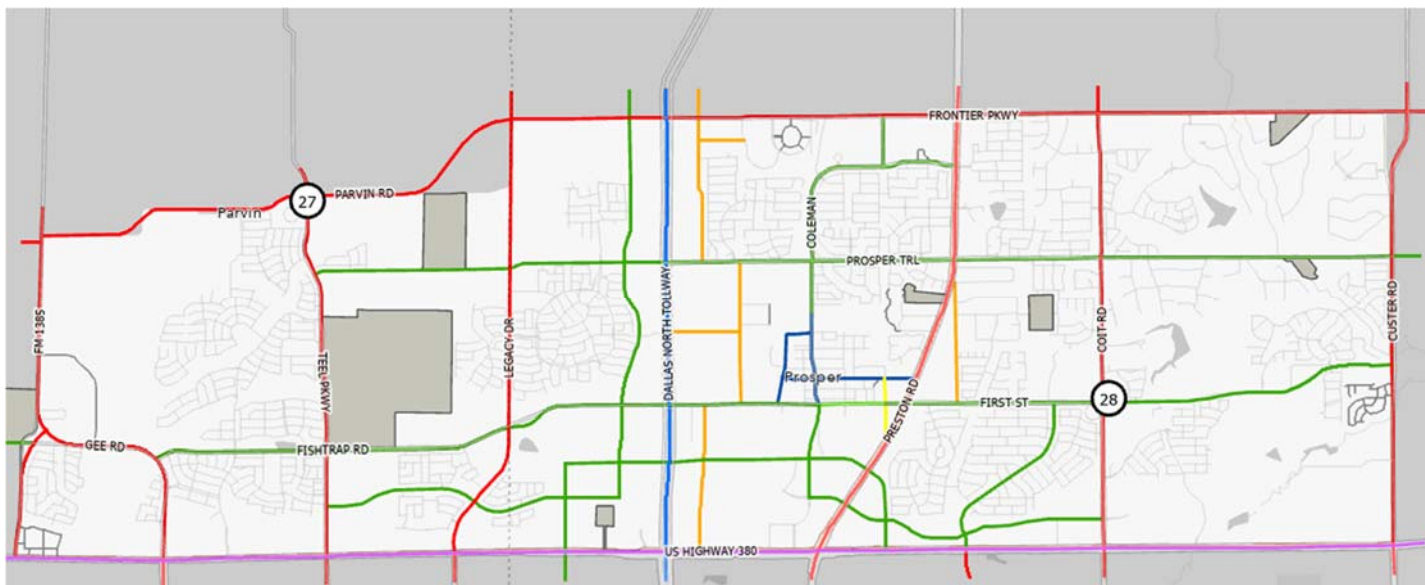 FRONTIER PKWY
PARVIN RD
27
Parvin
COLEMAN
PROSPER TRL
DALLAS NORTH TOLLWAY
FM 1385
TEEL PKWY
LEGACY DR
COIT RD
CUSTER RD
Prosper
PRESTON RD
FIRST ST
28
GEE RD
FISHTRAP RD
US HIGHWAY 380